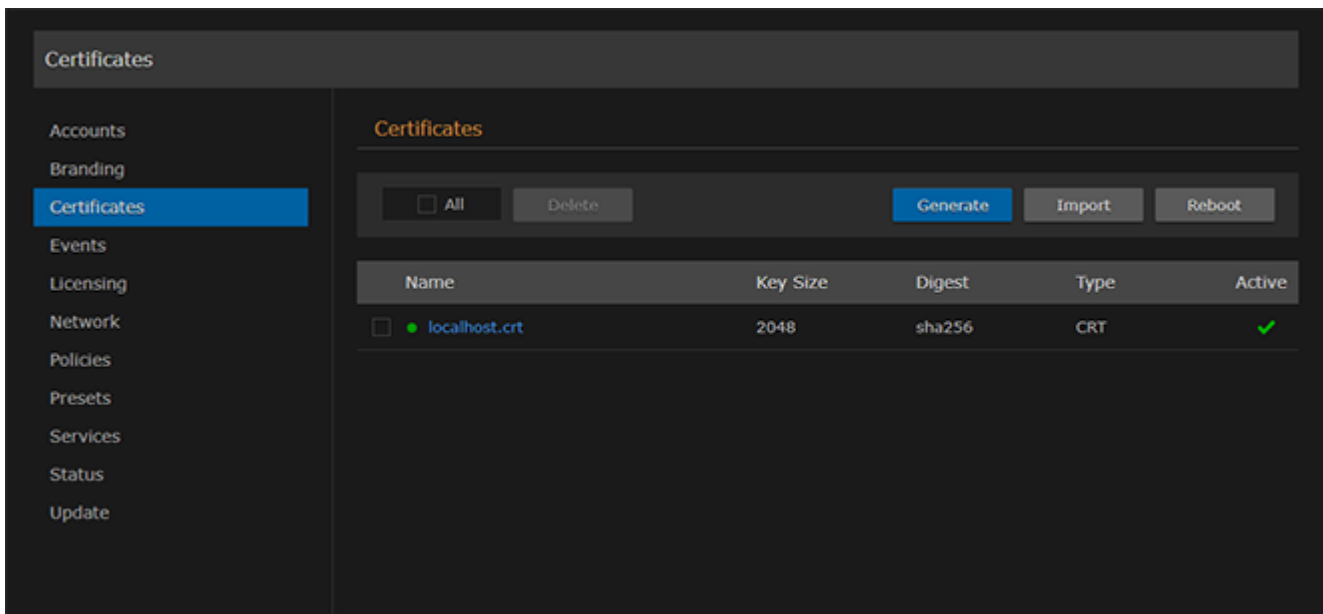 Certificates
Accounts
Branding
Certificates
Events
Licensing
Network
Policies
Presets
Services
Status
Update
Certificates
All Delete Generate Import Reboot
Name Key Size Digest Type Active
localhost.crt 2048 sha256 CRT